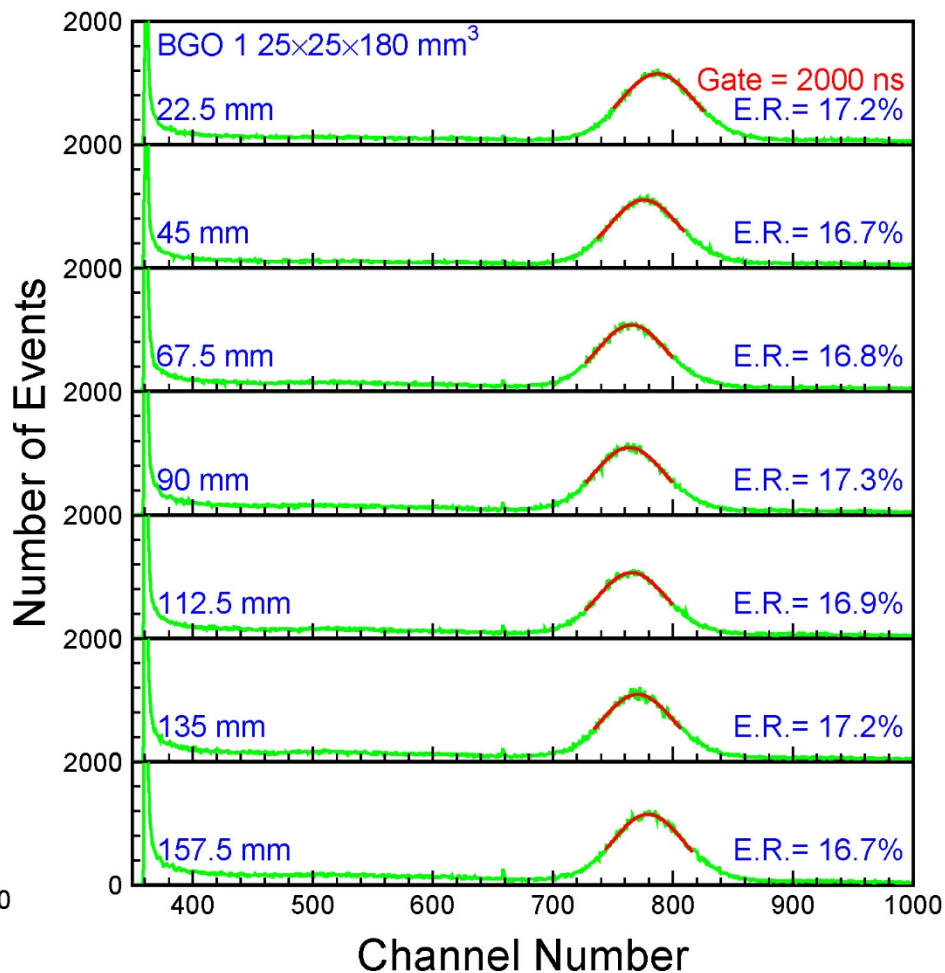 2000
BGO 1 25×25×180 mm³
Gate = 2000 ns
22.5 mm
E.R.= 17.2%
2000
45 mm
E.R.= 16.7%
2000
67.5 mm
E.R.= 16.8%
2000
90 mm
E.R.= 17.3%
2000
112.5 mm
E.R.= 16.9%
2000
135 mm
E.R.= 17.2%
2000
157.5 mm
E.R.= 16.7%
0
0
400 500 600 700 800 900 1000
Channel Number
Number of Events